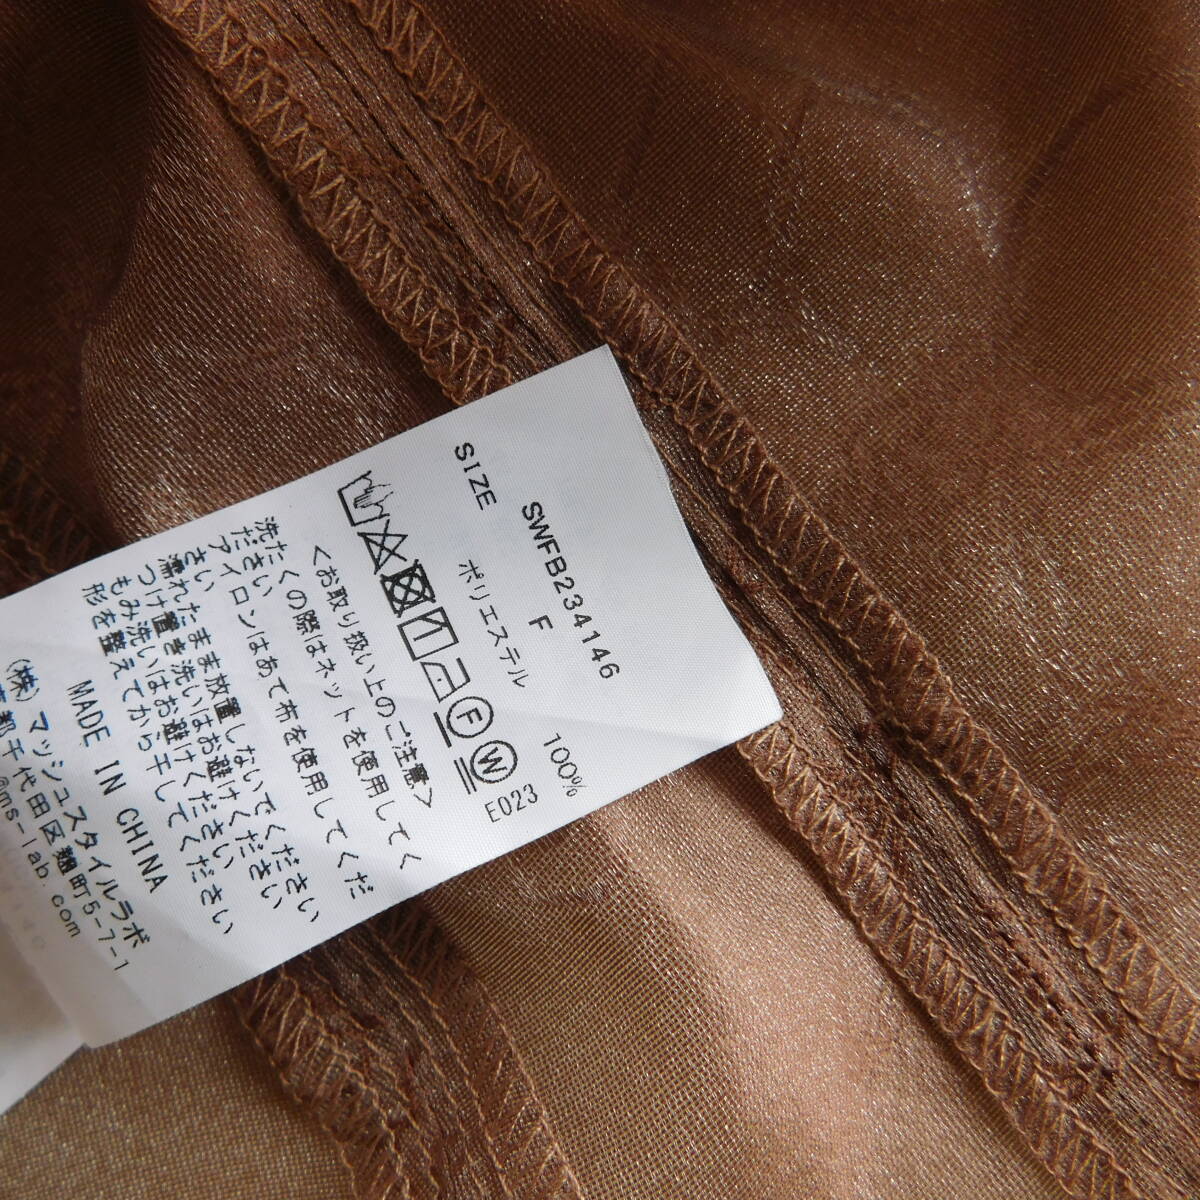 SWFB234146
SIZE F
ポリエステル 100%
F
W
E023
<お取り扱い上のご注意>
洗たくの際はネットを使用してく
ださい
アイロンはあて布を使用してくだ
さい
濡れたまま放置しないでください
つけ置き洗いはお避けください
もみ洗いはお避けください
形を整えてから干してください
MADE IN CHINA
(株)マッシュスタイルラボ
都千代田区麹町5-7-1
@ms-lab.com